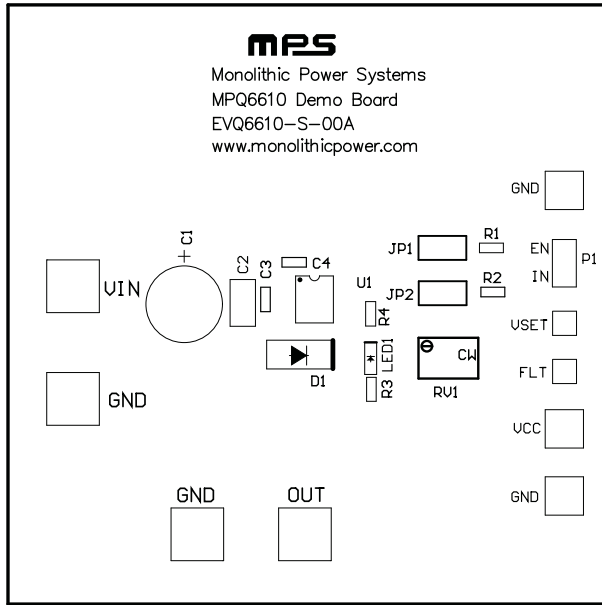 MPS
Monolithic Power Systems
MPQ6610 Demo Board
EVQ6610-S-00A
www.monolithicpower.com
GND
C1
+
C2
C3
C4
U1
JP1
R1
EN
IN
P1
VIN
JP2
R2
R4
VSET
D1
LED1
CW
RV1
FLT
R3
GND
VCC
GND
OUT
GND